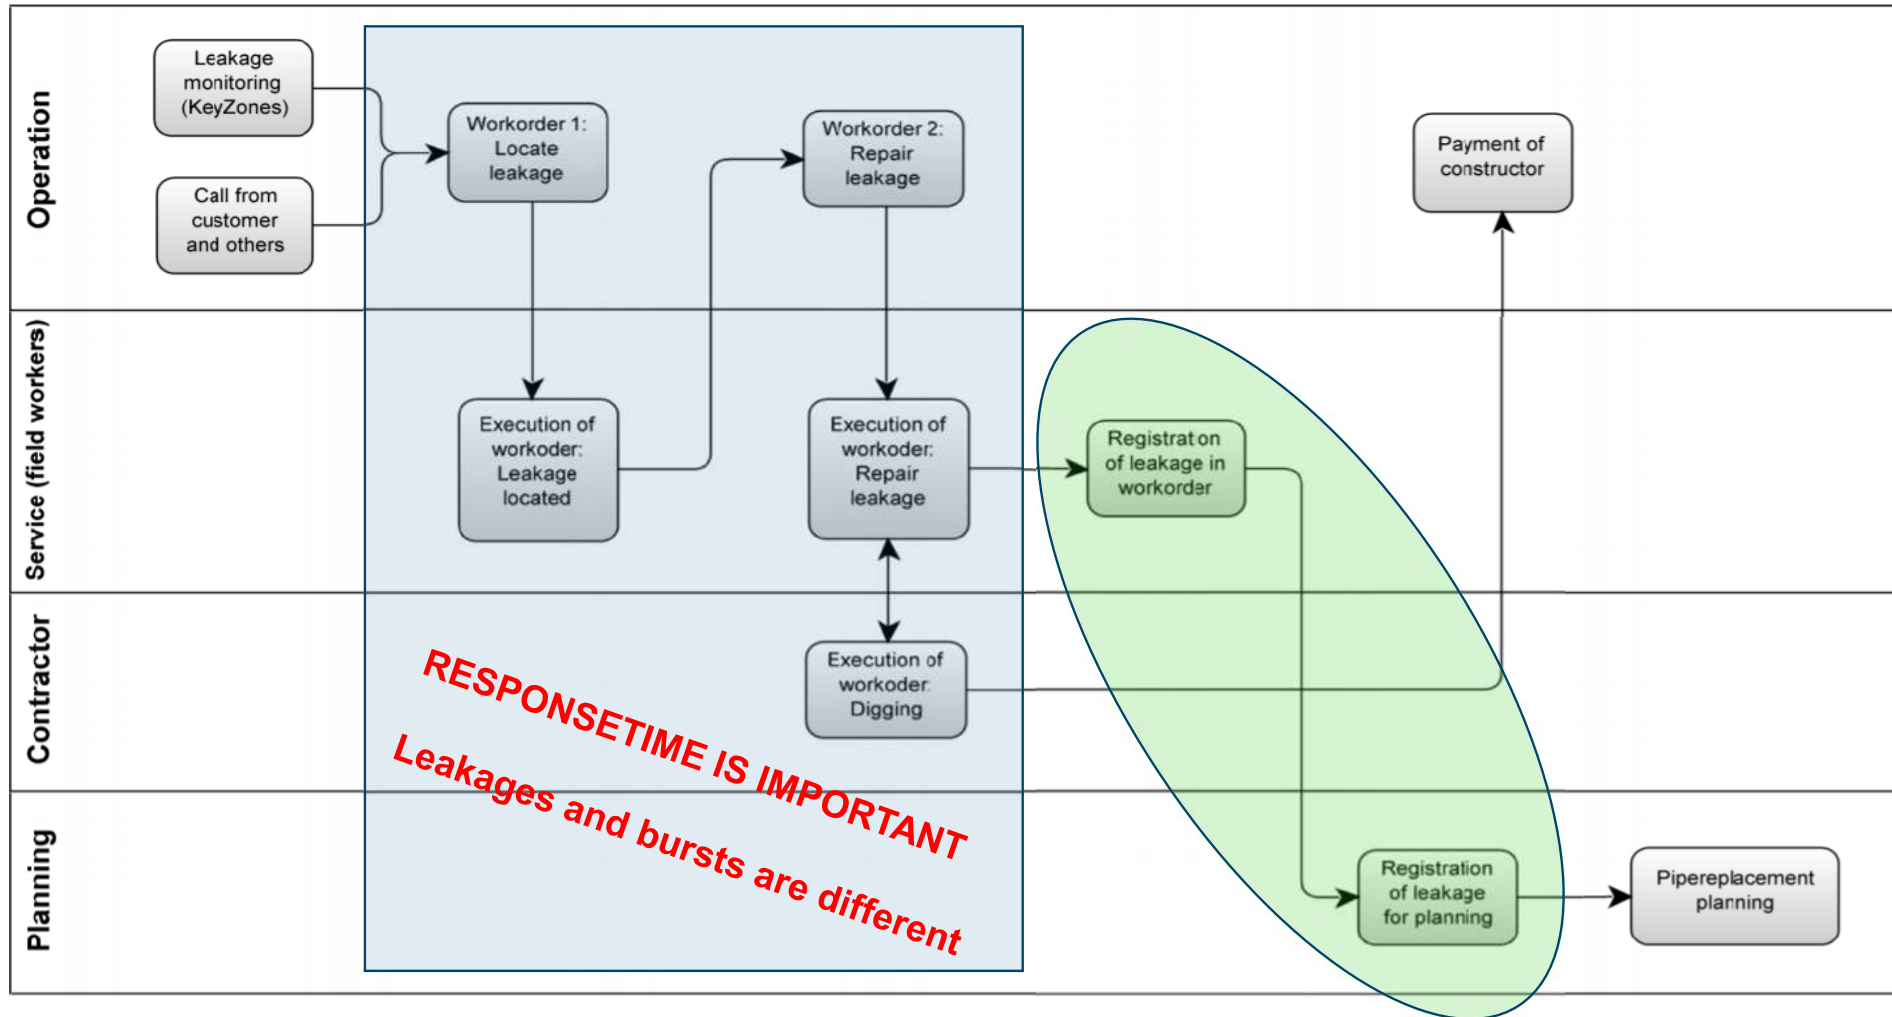 Operation
Leakage
monitoring
(KeyZones)
Call from
customer
and others
Workorder 1:
Locate
leakage
Workorder 2:
Repair
leakage
Payment of
constructor
Service (field workers)
Execution of
workoder:
Leakage
located
Execution of
workoder:
Repair
leakage
Registration
of leakage in
workorder
Contractor
Execution of
workoder:
Digging
RESPONSETIME IS IMPORTANT
Leakages and bursts are different
Planning
Registration
of leakage
for planning
Pipereplacement
planning